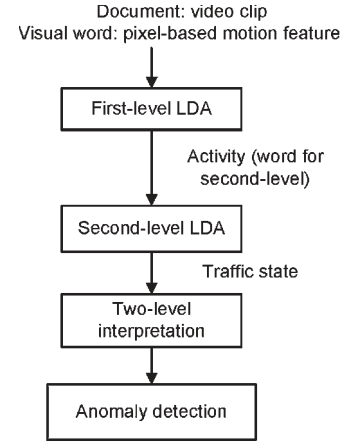 Document: video clip
Visual word: pixel-based motion feature
First-level LDA
Activity (word for
second-level)
Second-level LDA
Traffic state
Two-level
interpretation
Anomaly detection